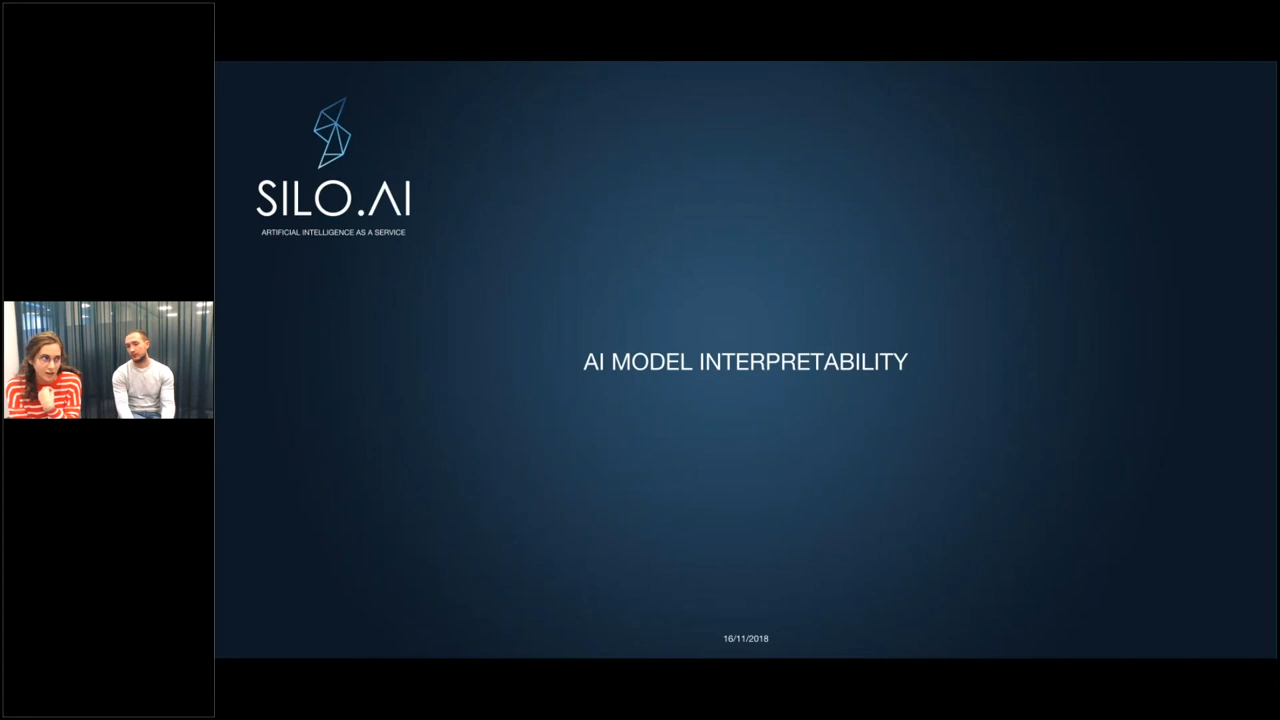 SILO.AI
ARTIFICIAL INTELLIGENCE AS A SERVICE
AI MODEL INTERPRETABILITY
16/11/2018